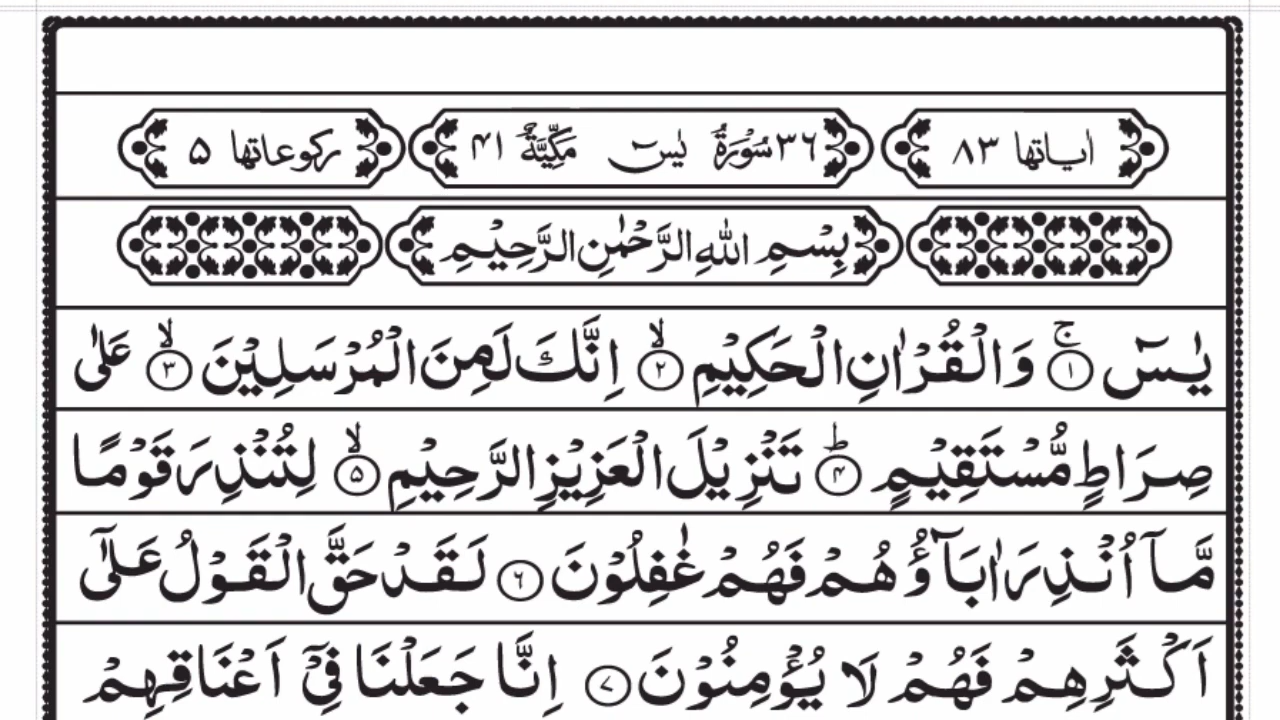 اٰیاتها ۸۳ ۳۶ سُوْرَةُ يٰسٓ مَكِّيَّةٌ ۴۱ رکوعاتها ۵
بِسْمِ اللهِ الرَّحْمٰنِ الرَّحِيْمِ
يٰسٓ ۚ‏﴿۱﴾ وَالْقُرْاٰنِ الْحَكِيْمِ ۙ‏﴿۲﴾ اِنَّكَ لَمِنَ الْمُرْسَلِيْنَ ۙ‏﴿۳﴾ عَلٰى
صِرَاطٍ مُّسْتَقِيْمٍ ؕ‏﴿۴﴾ تَنْزِيْلَ الْعَزِيْزِ الرَّحِيْمِ ۙ‏﴿۵﴾ لِتُنْذِرَ قَوْمًا
مَّاۤ اُنْذِرَ اٰبَآؤُهُمْ فَهُمْ غٰفِلُوْنَ ﴿۶﴾ لَقَدْ حَقَّ الْقَوْلُ عَلٰٓى
اَكْثَرِهِمْ فَهُمْ لَا يُؤْمِنُوْنَ ﴿۷﴾ اِنَّا جَعَلْنَا فِيْۤ اَعْنَاقِهِمْ